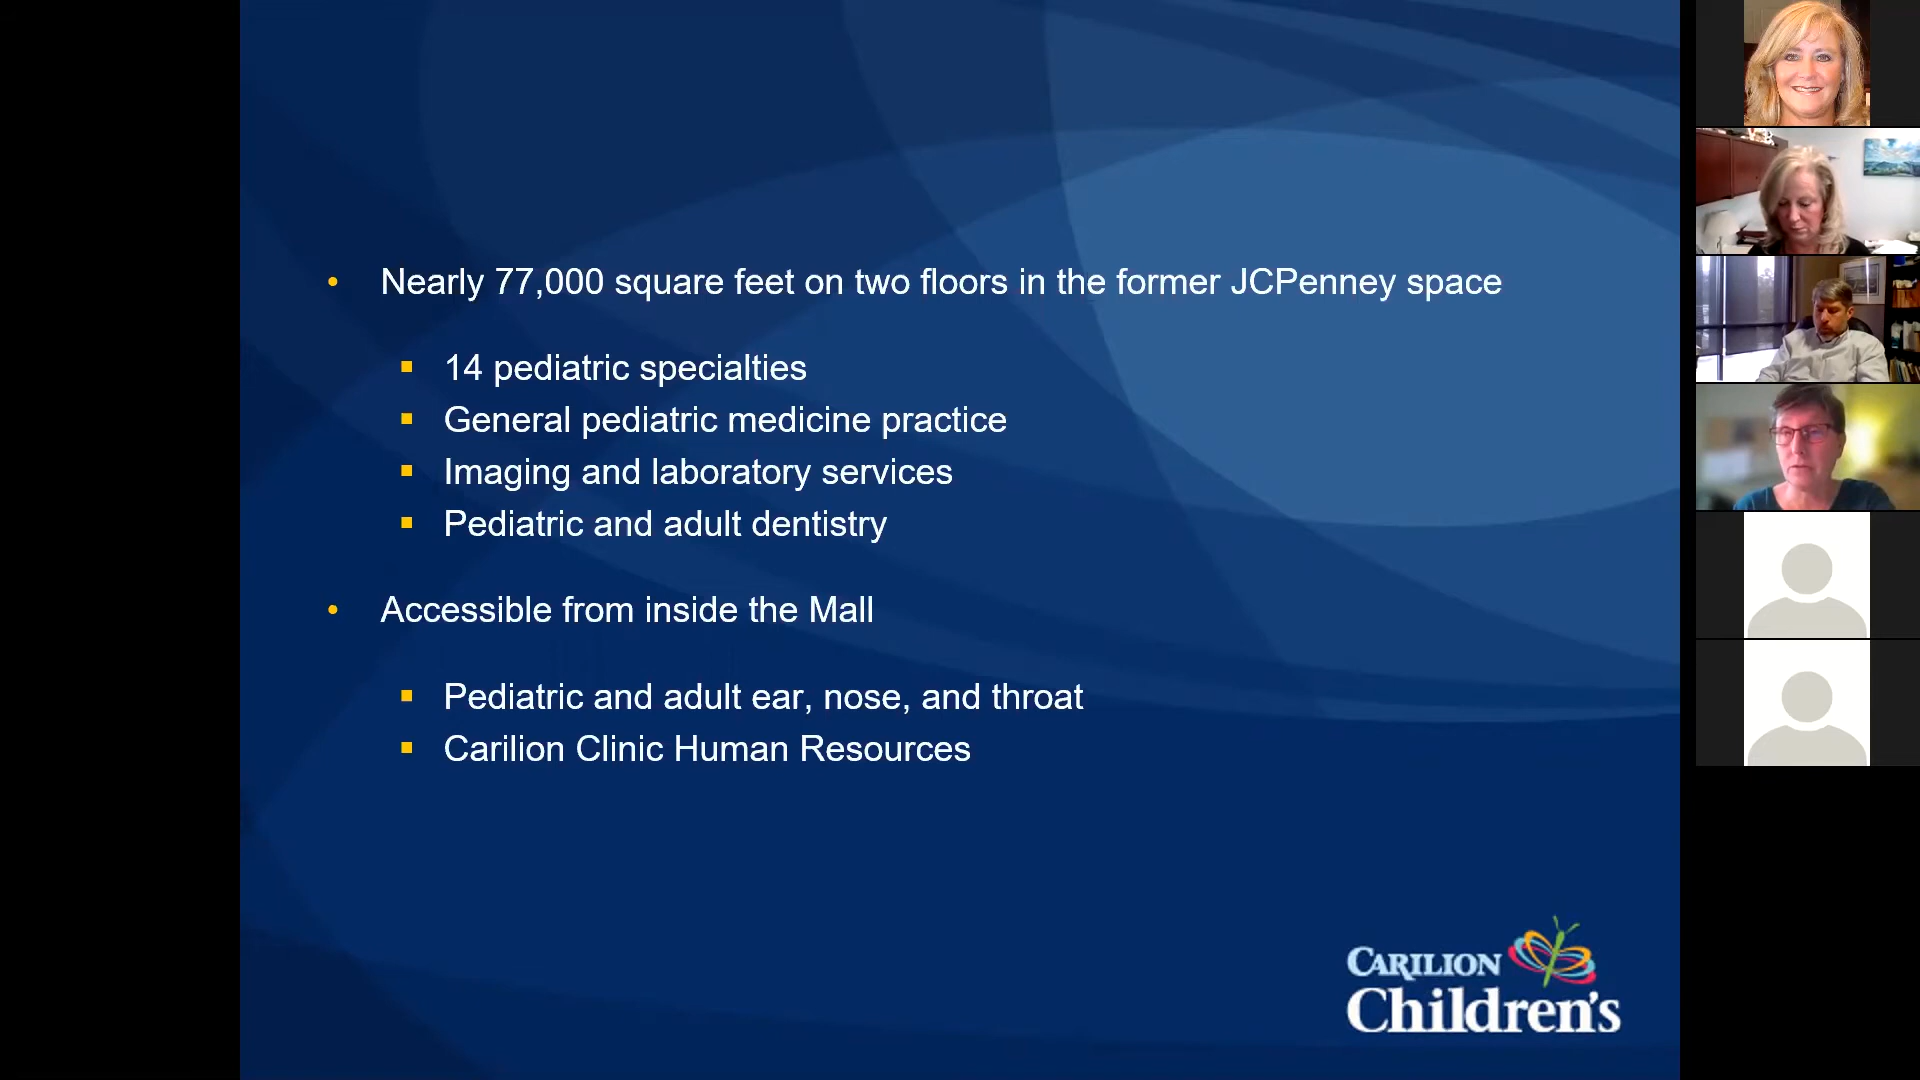 • Nearly 77,000 square feet on two floors in the former JCPenney space
▪ 14 pediatric specialties
▪ General pediatric medicine practice
▪ Imaging and laboratory services
▪ Pediatric and adult dentistry
• Accessible from inside the Mall
▪ Pediatric and adult ear, nose, and throat
▪ Carilion Clinic Human Resources
CARILION
Children's